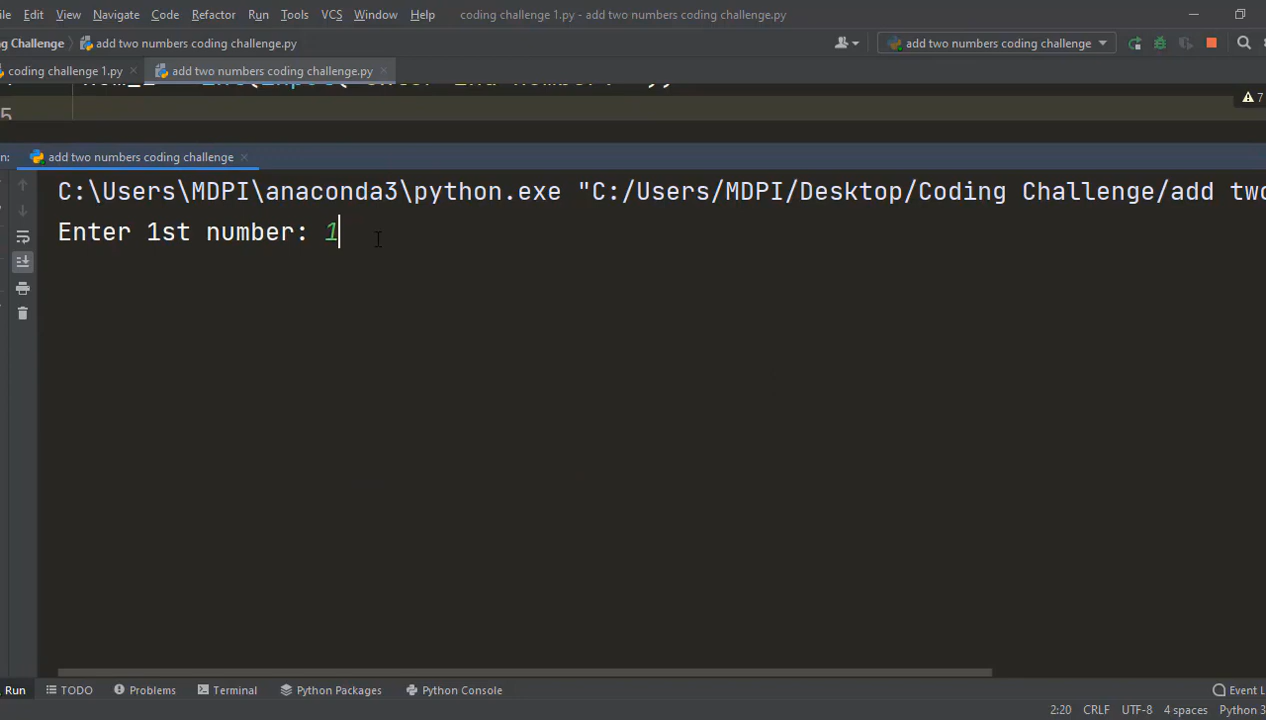 ile Edit View Navigate Code Refactor Run Tools VCS Window Help coding challenge 1.py - add two numbers coding challenge.py
g Challenge add two numbers coding challenge.py add two numbers coding challenge
coding challenge 1.py add two numbers coding challenge.py
5 7
n: add two numbers coding challenge
C:\Users\MDPI\anaconda3\python.exe "C:/Users/MDPI/Desktop/Coding Challenge/add two
Enter 1st number: 1
Run TODO Problems Terminal Python Packages Python Console Event L
2:20 CRLF UTF-8 4 spaces Python 3